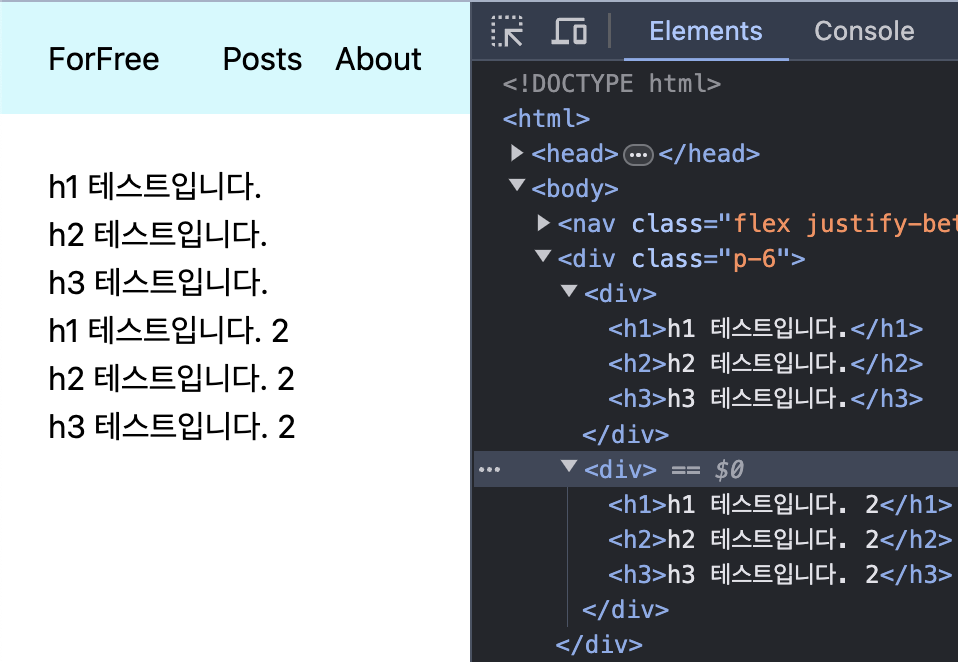 ForFree Posts About
h1 테스트입니다.
h2 테스트입니다.
h3 테스트입니다.
h1 테스트입니다. 2
h2 테스트입니다. 2
h3 테스트입니다. 2
Elements Console
<!DOCTYPE html>
<html>
<head> ••• </head>
<body>
<nav class="flex justify-bet
<div class="p-6">
<div>
<h1>h1 테스트입니다.</h1>
<h2>h2 테스트입니다.</h2>
<h3>h3 테스트입니다.</h3>
</div>
••• <div> == $0
<h1>h1 테스트입니다. 2</h1>
<h2>h2 테스트입니다. 2</h2>
<h3>h3 테스트입니다. 2</h3>
</div>
</div>